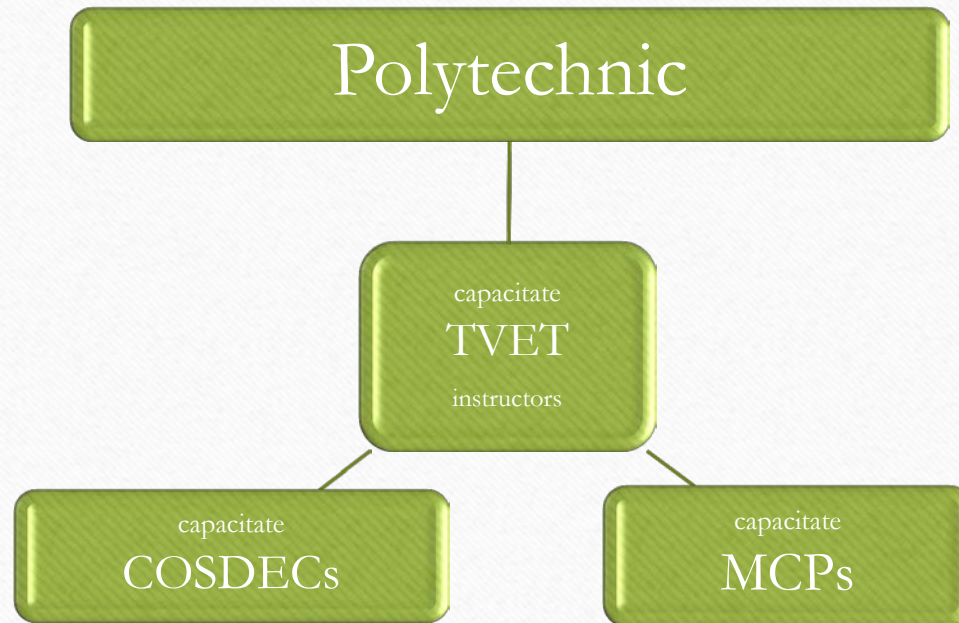 Polytechnic
capacitate
TVET
instructors
capacitate
COSDECs
capacitate
MCPs